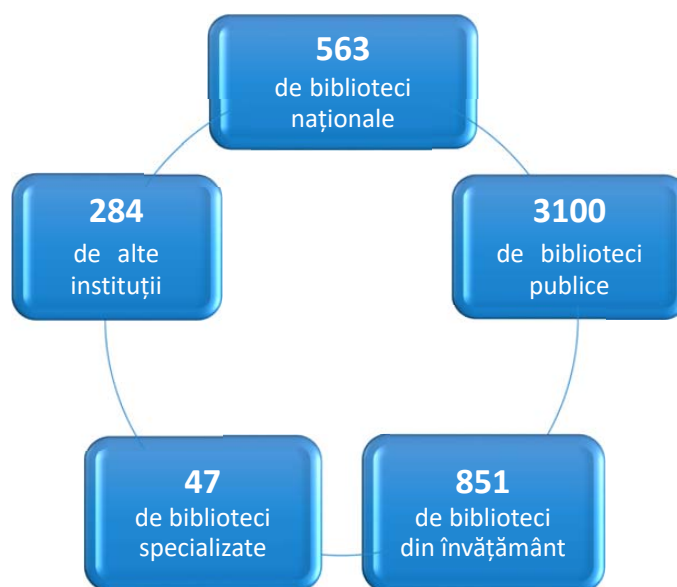 563
de biblioteci
naționale
284
de alte
instituții
3100
de biblioteci
publice
47
de biblioteci
specializate
851
de biblioteci
din învățământ